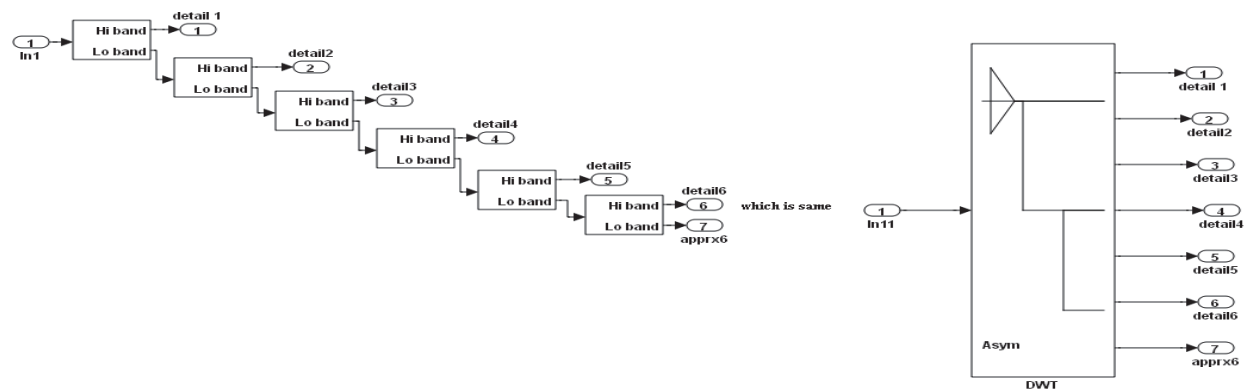 detail 1
Hi band
1
1
In1
Lo band
detail2
Hi band
2
Lo band
detail3
Hi band
3
Lo band
detail4
Hi band
4
Lo band
detail5
Hi band
5
Lo band
detail6
Hi band
6
Lo band
7
apprx6
which is same
1
In11
Asym
DWT
1
detail 1
2
detail2
3
detail3
4
detail4
5
detail5
6
detail6
7
apprx6